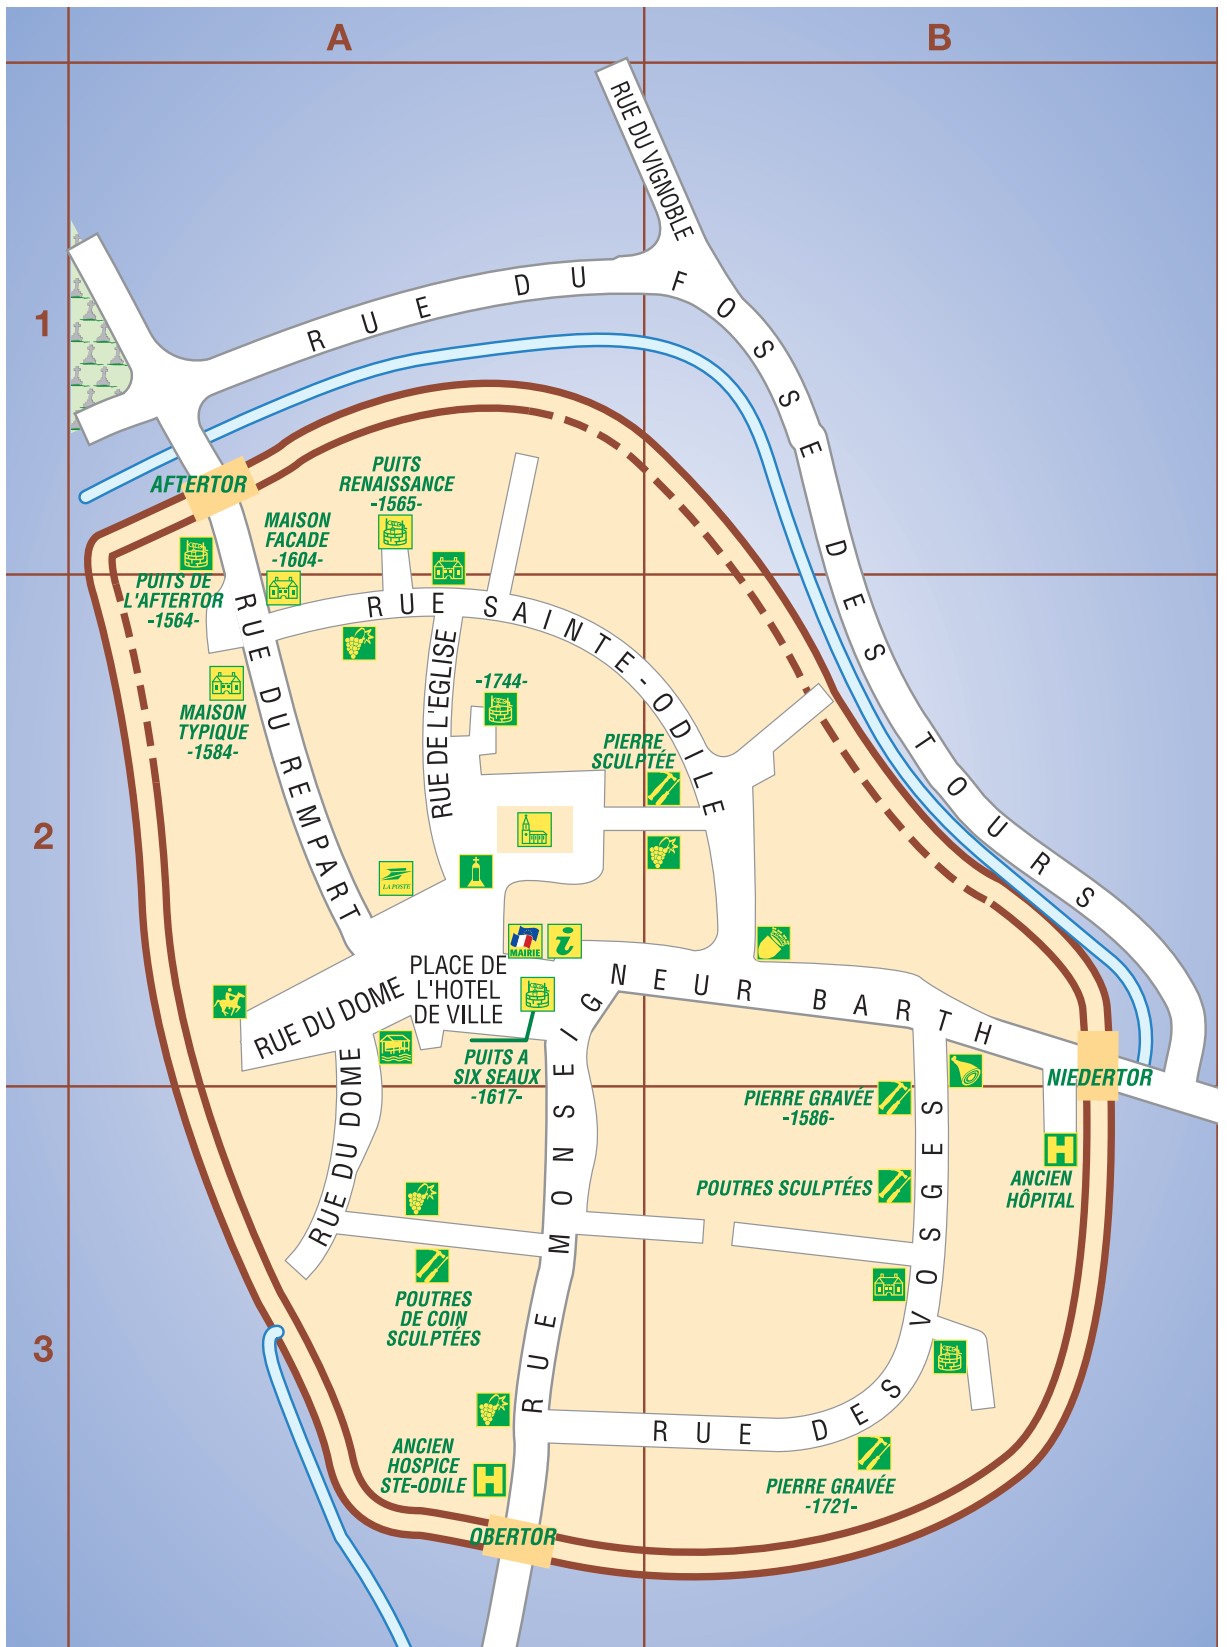 A
B
1
2
3
RUE DU VIGNOBLE
RUE DU FOSSE DES TOURS
AFTERTOR
PUITS
RENAISSANCE
-1565-
MAISON
FACADE
-1604-
PUITS DE
L'AFTERTOR
-1564-
RUE SAINTE-ODILE
RUE DU REMPART
RUE DE L'EGLISE
MAISON
TYPIQUE
-1584-
-1744-
PIERRE
SCULPTÉE
LA POSTE
MAIRIE
i
PLACE DE
L'HOTEL
DE VILLE
RUE DU DOME
RUE MONSEIGNEUR BARTH
PUITS A
SIX SEAUX
-1617-
NIEDERTOR
RUE DU DOME
PIERRE GRAVÉE
-1586-
H
ANCIEN
HÔPITAL
POUTRES SCULPTÉES
RUE DES VOSGES
POUTRES
DE COIN
SCULPTÉES
ANCIEN
HOSPICE
STE-ODILE
H
PIERRE GRAVÉE
-1721-
OBERTOR